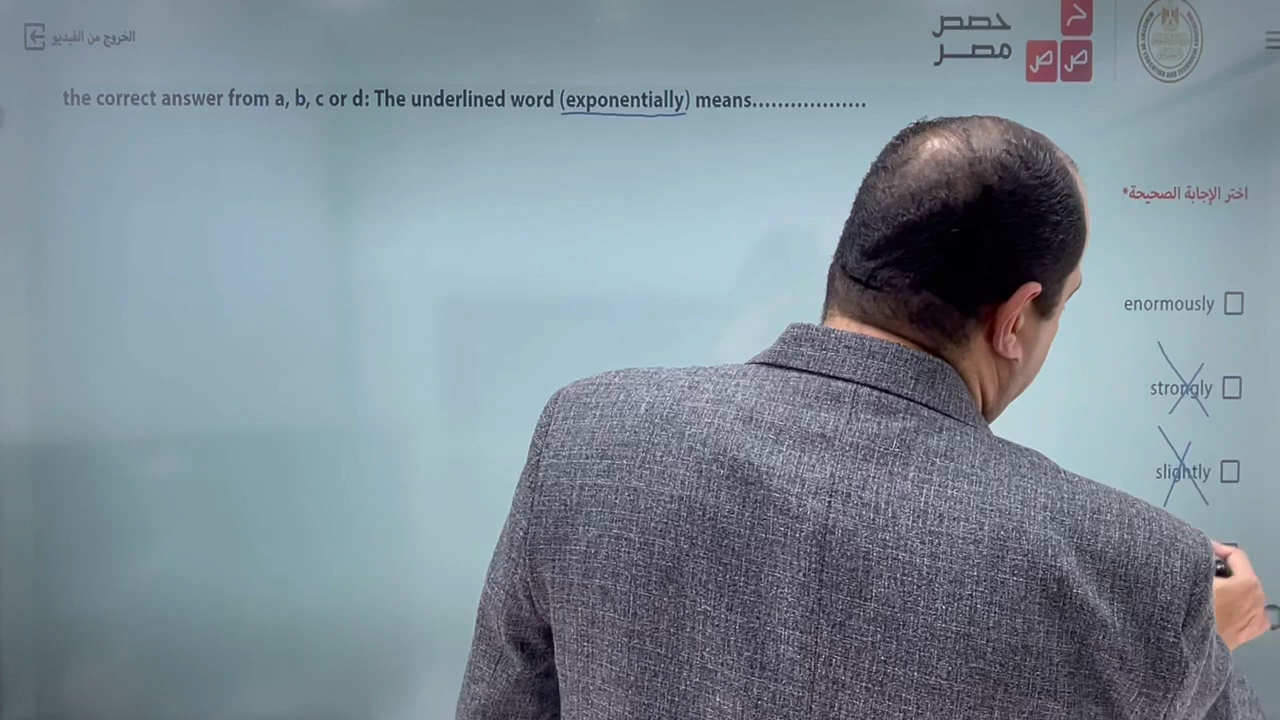 الخروج من الفيديو
حصص
مصر
ح
ص ص
the correct answer from a, b, c or d: The underlined word (exponentially) means..................
اختر الإجابة الصحيحة*
enormously
strongly
slightly